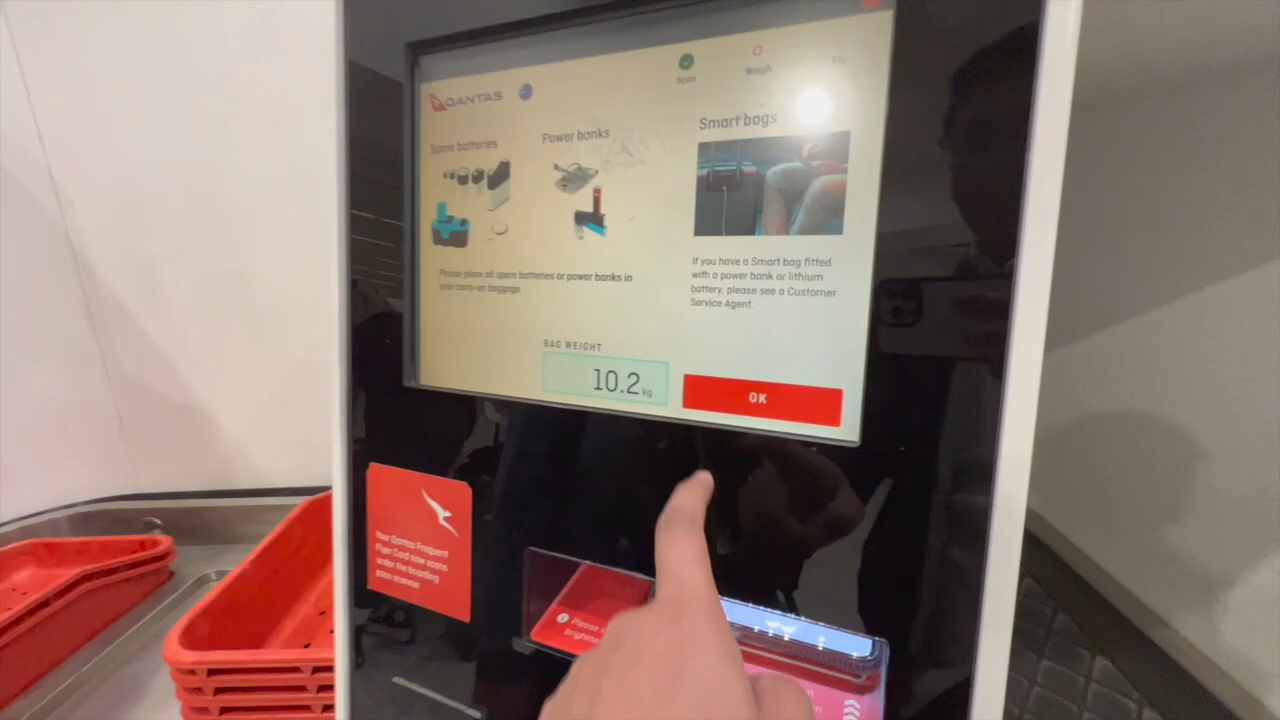 Scan
Weigh
Fly
QANTAS
Spare batteries
Power banks
Smart bags
Please place all spare batteries or power banks in
your carry-on baggage
If you have a Smart bag fitted
with a power bank or lithium
battery, please see a Customer
Service Agent.
BAG WEIGHT
10.2 kg
OK
Your Qantas Frequent
Flyer Card now scans
under the boarding
pass scanner
Please